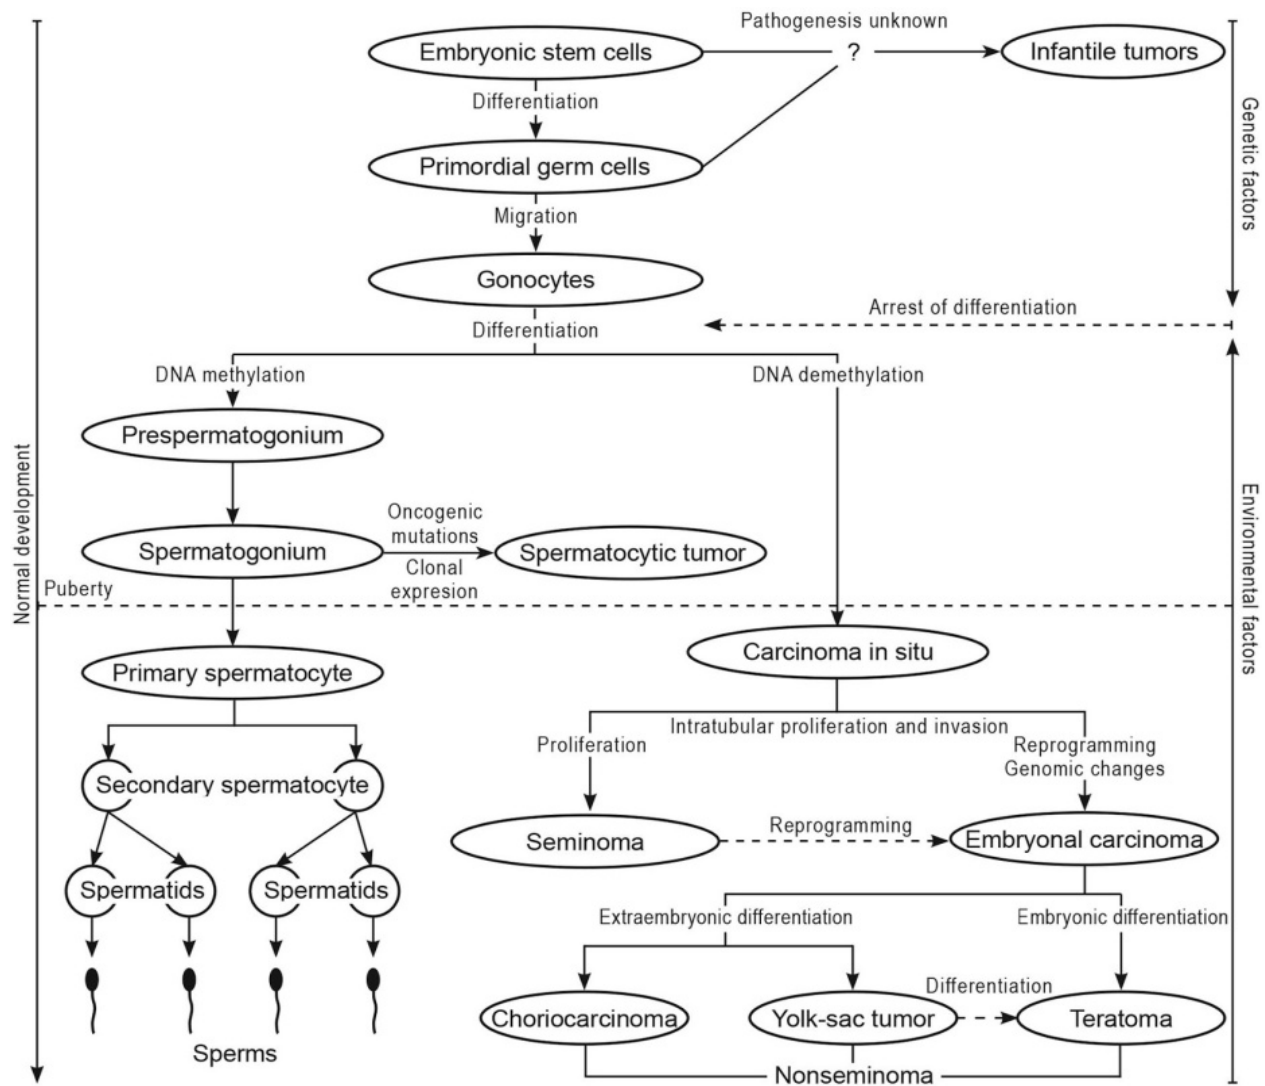 Pathogenesis unknown
Embryonic stem cells
?
Infantile tumors
Differentiation
Genetic factors
Primordial germ cells
Migration
Gonocytes
Arrest of differentiation
Differentiation
DNA methylation
DNA demethylation
Prespermatogonium
Normal development
Environmental factors
Oncogenic
mutations
Spermatogonium
Spermatocytic tumor
Clonal
expresion
Puberty
Carcinoma in situ
Primary spermatocyte
Intratubular proliferation and invasion
Proliferation
Reprogramming
Genomic changes
Secondary spermatocyte
Seminoma
Reprogramming
Embryonal carcinoma
Spermatids
Spermatids
Extraembryonic differentiation
Embryonic differentiation
Differentiation
Choriocarcinoma
Yolk-sac tumor
Teratoma
Sperms
Nonseminoma